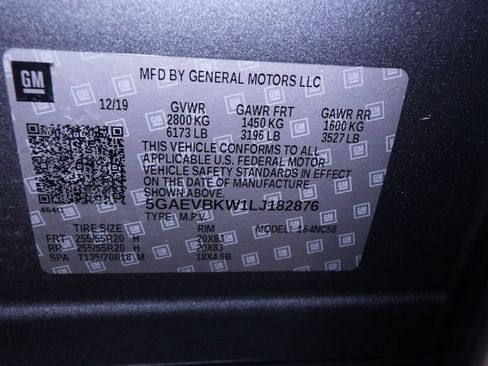 GM
MFD BY GENERAL MOTORS LLC
12/19 GVWR GAWR FRT GAWR RR
2800 KG 1450 KG 1600 KG
6173 LB 3196 LB 3527 LB
THIS VEHICLE CONFORMS TO ALL
APPLICABLE U.S. FEDERAL MOTOR
VEHICLE SAFETY STANDARDS IN EFFECT
ON THE DATE OF MANUFACTURE
SHOWN ABOVE.
5GAEVBKW1LJ182876
TYPE: M.P.V. MODEL: 164NC56
TIRE SIZE RIM
FRT 255/55R20 H 20X8J
RR 255/55R20 H 20X8J
SPA T135/70R18 M 18X4.5B